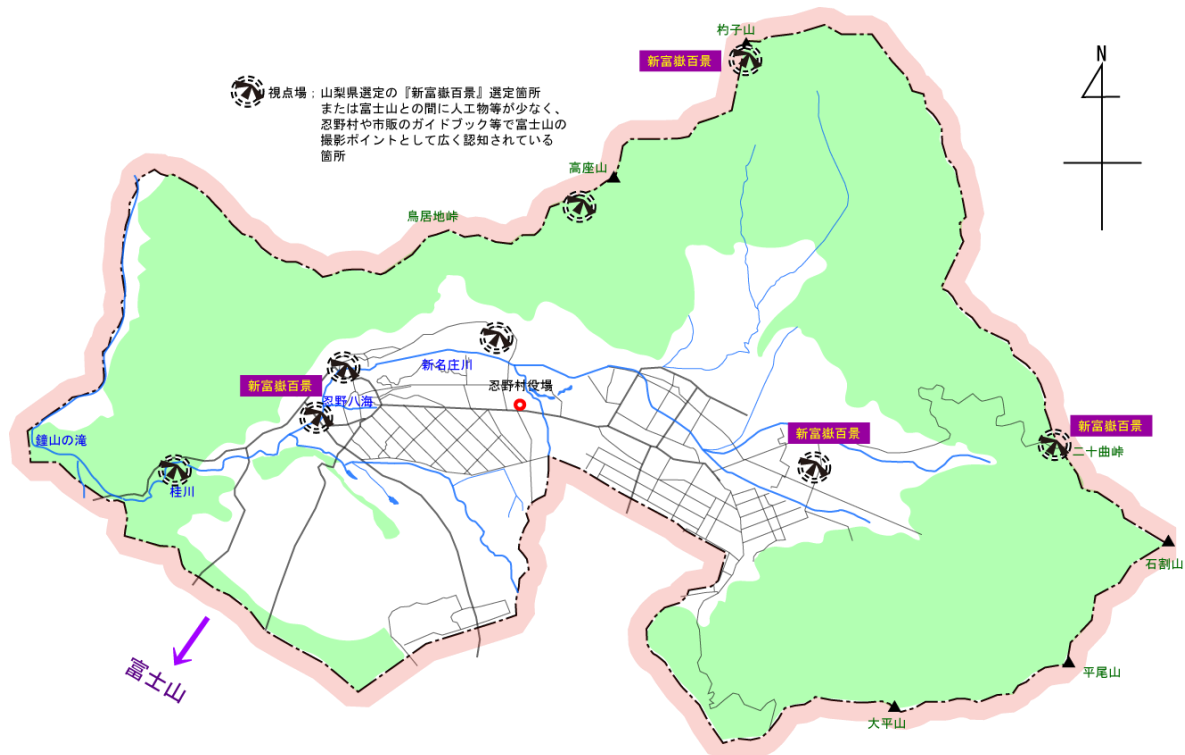 杓子山
新富嶽百景
N
視点場：山梨県選定の『新富嶽百景』選定箇所
または富士山との間に人工物等が少なく、
忍野村や市販のガイドブック等で富士山の
撮影ポイントとして広く認知されている
箇所
高座山
鳥居地峠
新名庄川
新富嶽百景
忍野村役場
忍野八海
新富嶽百景
新富嶽百景
鐘山の滝
二十曲峠
桂川
石割山
富士山
平尾山
大平山